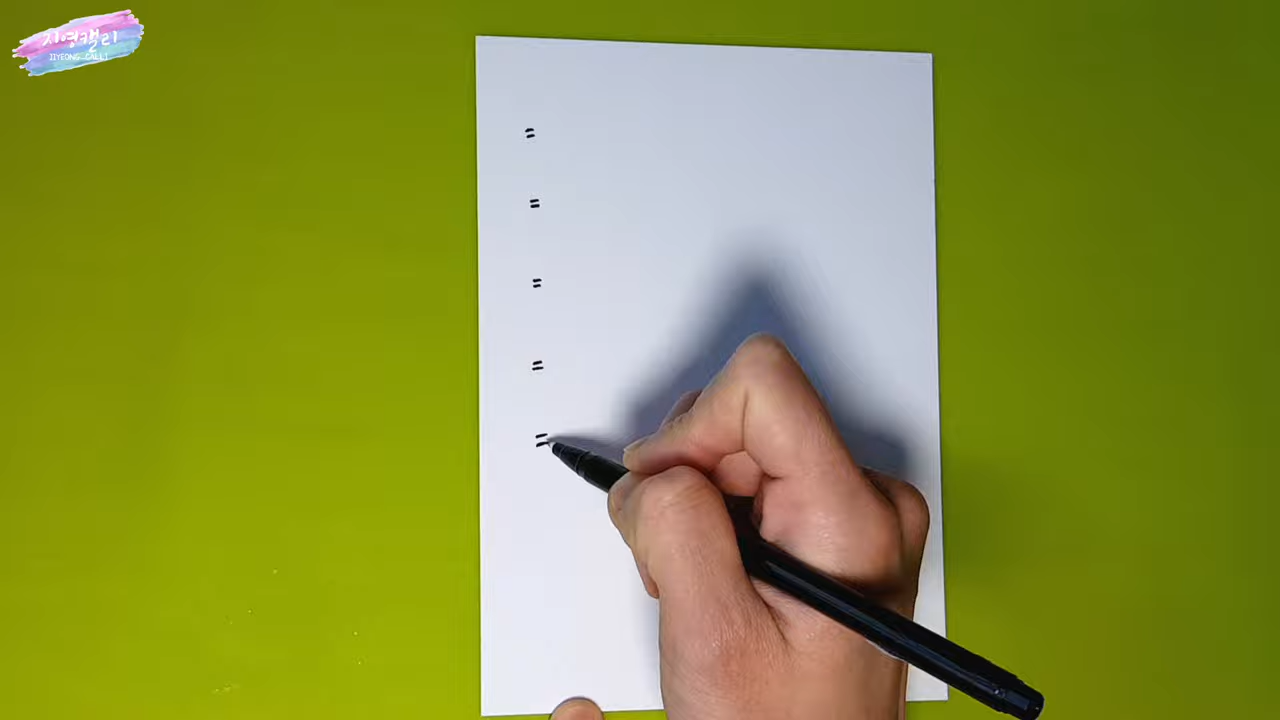 지영캘리
JIYEONG CALLI
=
=
=
=
=